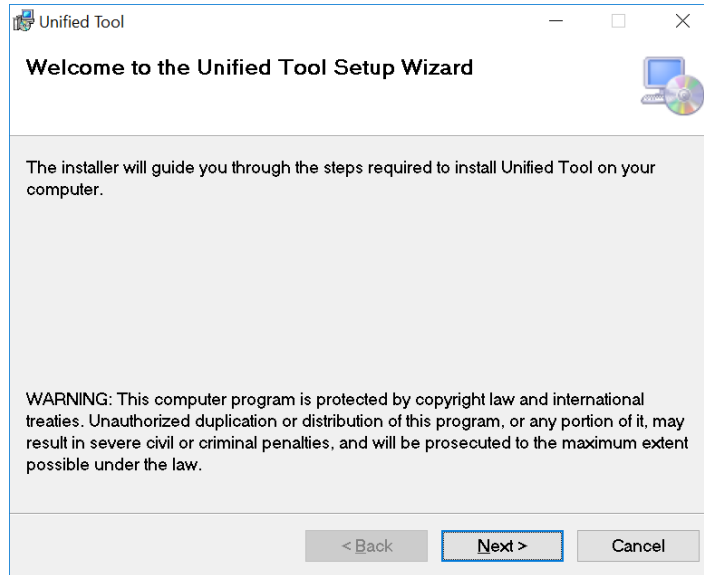 Unified Tool
Welcome to the Unified Tool Setup Wizard
The installer will guide you through the steps required to install Unified Tool on your
computer.
WARNING: This computer program is protected by copyright law and international
treaties. Unauthorized duplication or distribution of this program, or any portion of it, may
result in severe civil or criminal penalties, and will be prosecuted to the maximum extent
possible under the law.
< Back Next > Cancel